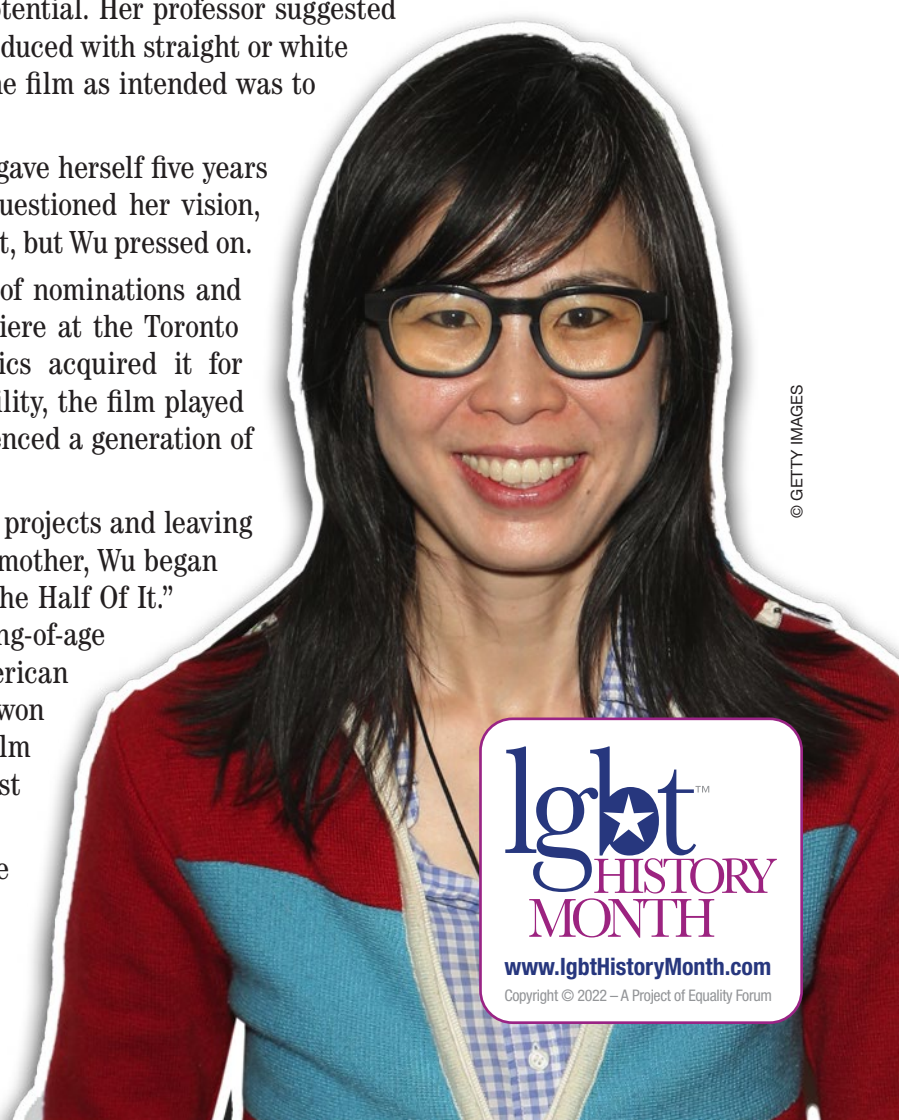 otential. Her professor suggested
duced with straight or white
e film as intended was to
gave herself five years
uestioned her vision,
t, but Wu pressed on.
of nominations and
iere at the Toronto
ics acquired it for
ility, the film played
enced a generation of
projects and leaving
mother, Wu began
he Half Of It.”
ng-of-age
erican
won
lm
st
e
© GETTY IMAGES
lgbt™
HISTORY
MONTH
www.lgbtHistoryMonth.com
Copyright © 2022 – A Project of Equality Forum